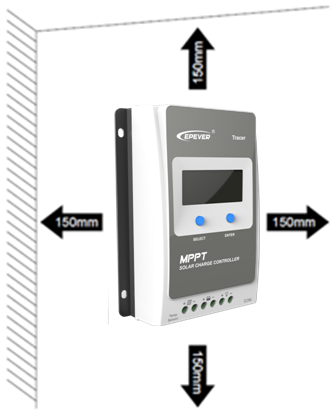 150mm
EPEVER®
Tracer
150mm
150mm
SELECT
ENTER
MPPT
SOLAR CHARGE CONTROLLER
150mm